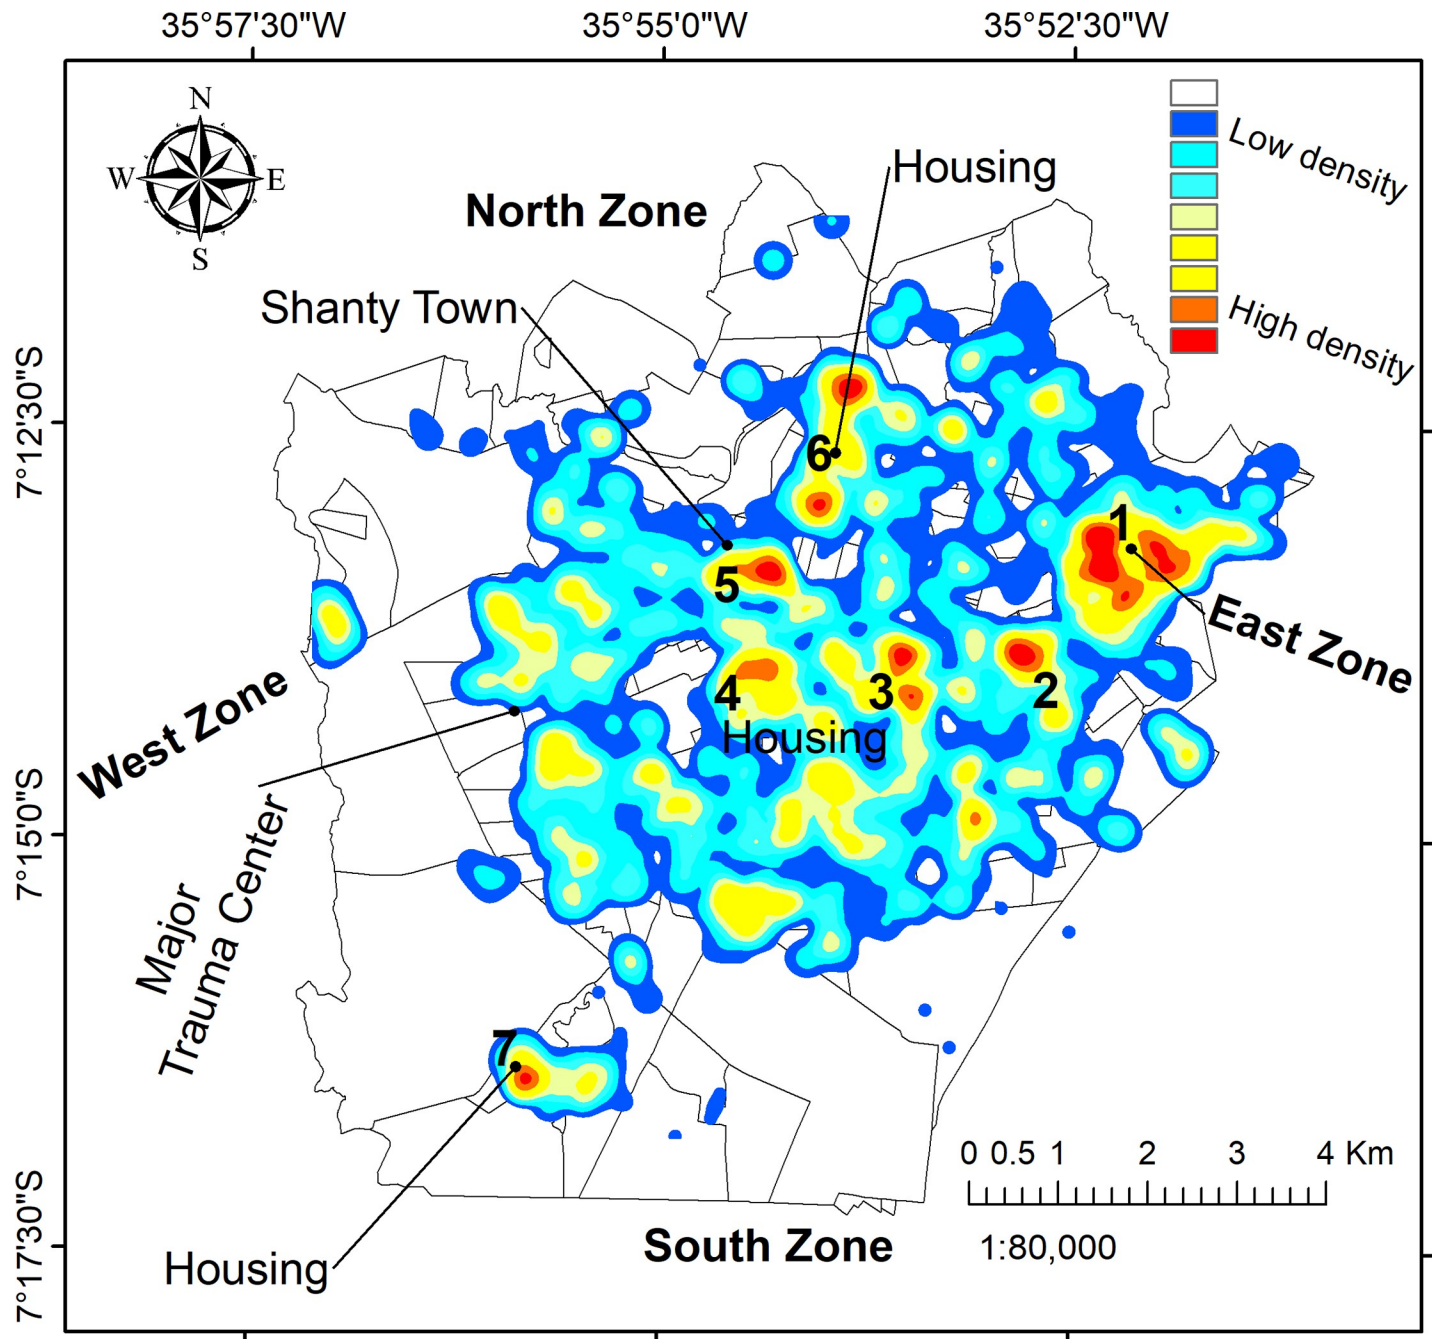 35°57'30"W
35°55'0"W
35°52'30"W
N
W
E
S
Low density
High density
Housing
North Zone
Shanty Town
7°12'30"S
6
1
5
East Zone
4
3
2
Housing
West Zone
7°15'0"S
Major
Trauma Center
7
0 0.5 1 2 3 4 Km
1:80,000
South Zone
Housing
7°17'30"S